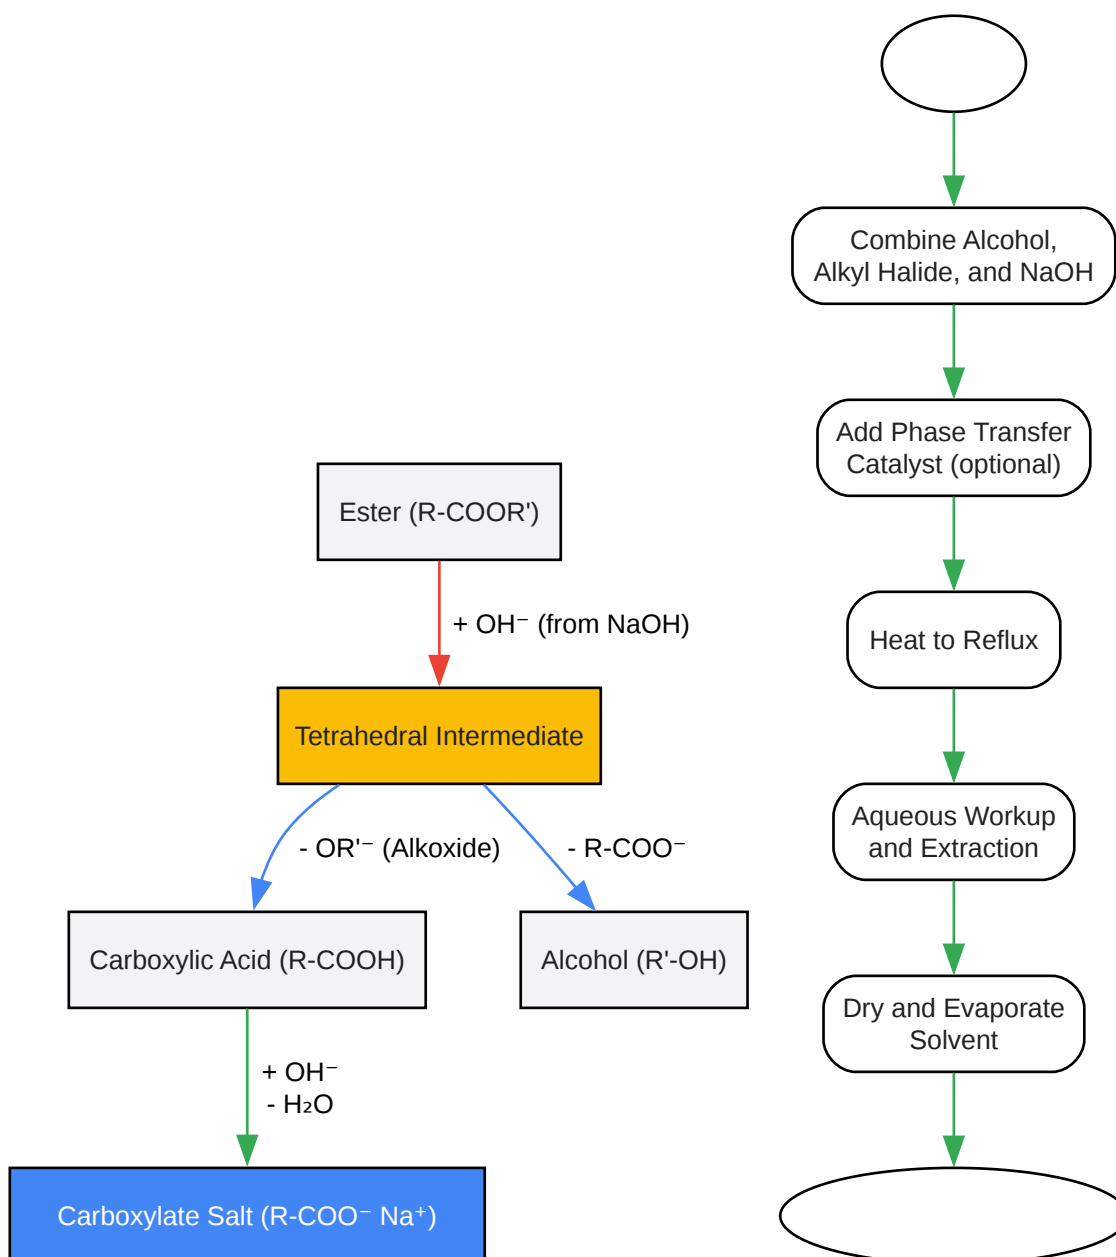 Combine Alcohol,
Alkyl Halide, and NaOH
Add Phase Transfer
Catalyst (optional)
Ester (R-COOR')
+ OH⁻ (from NaOH)
Heat to Reflux
Tetrahedral Intermediate
- OR'⁻ (Alkoxide)
- R-COO⁻
Aqueous Workup
and Extraction
Carboxylic Acid (R-COOH)
Alcohol (R'-OH)
Dry and Evaporate
Solvent
+ OH⁻
- H₂O
Carboxylate Salt (R-COO⁻ Na⁺)